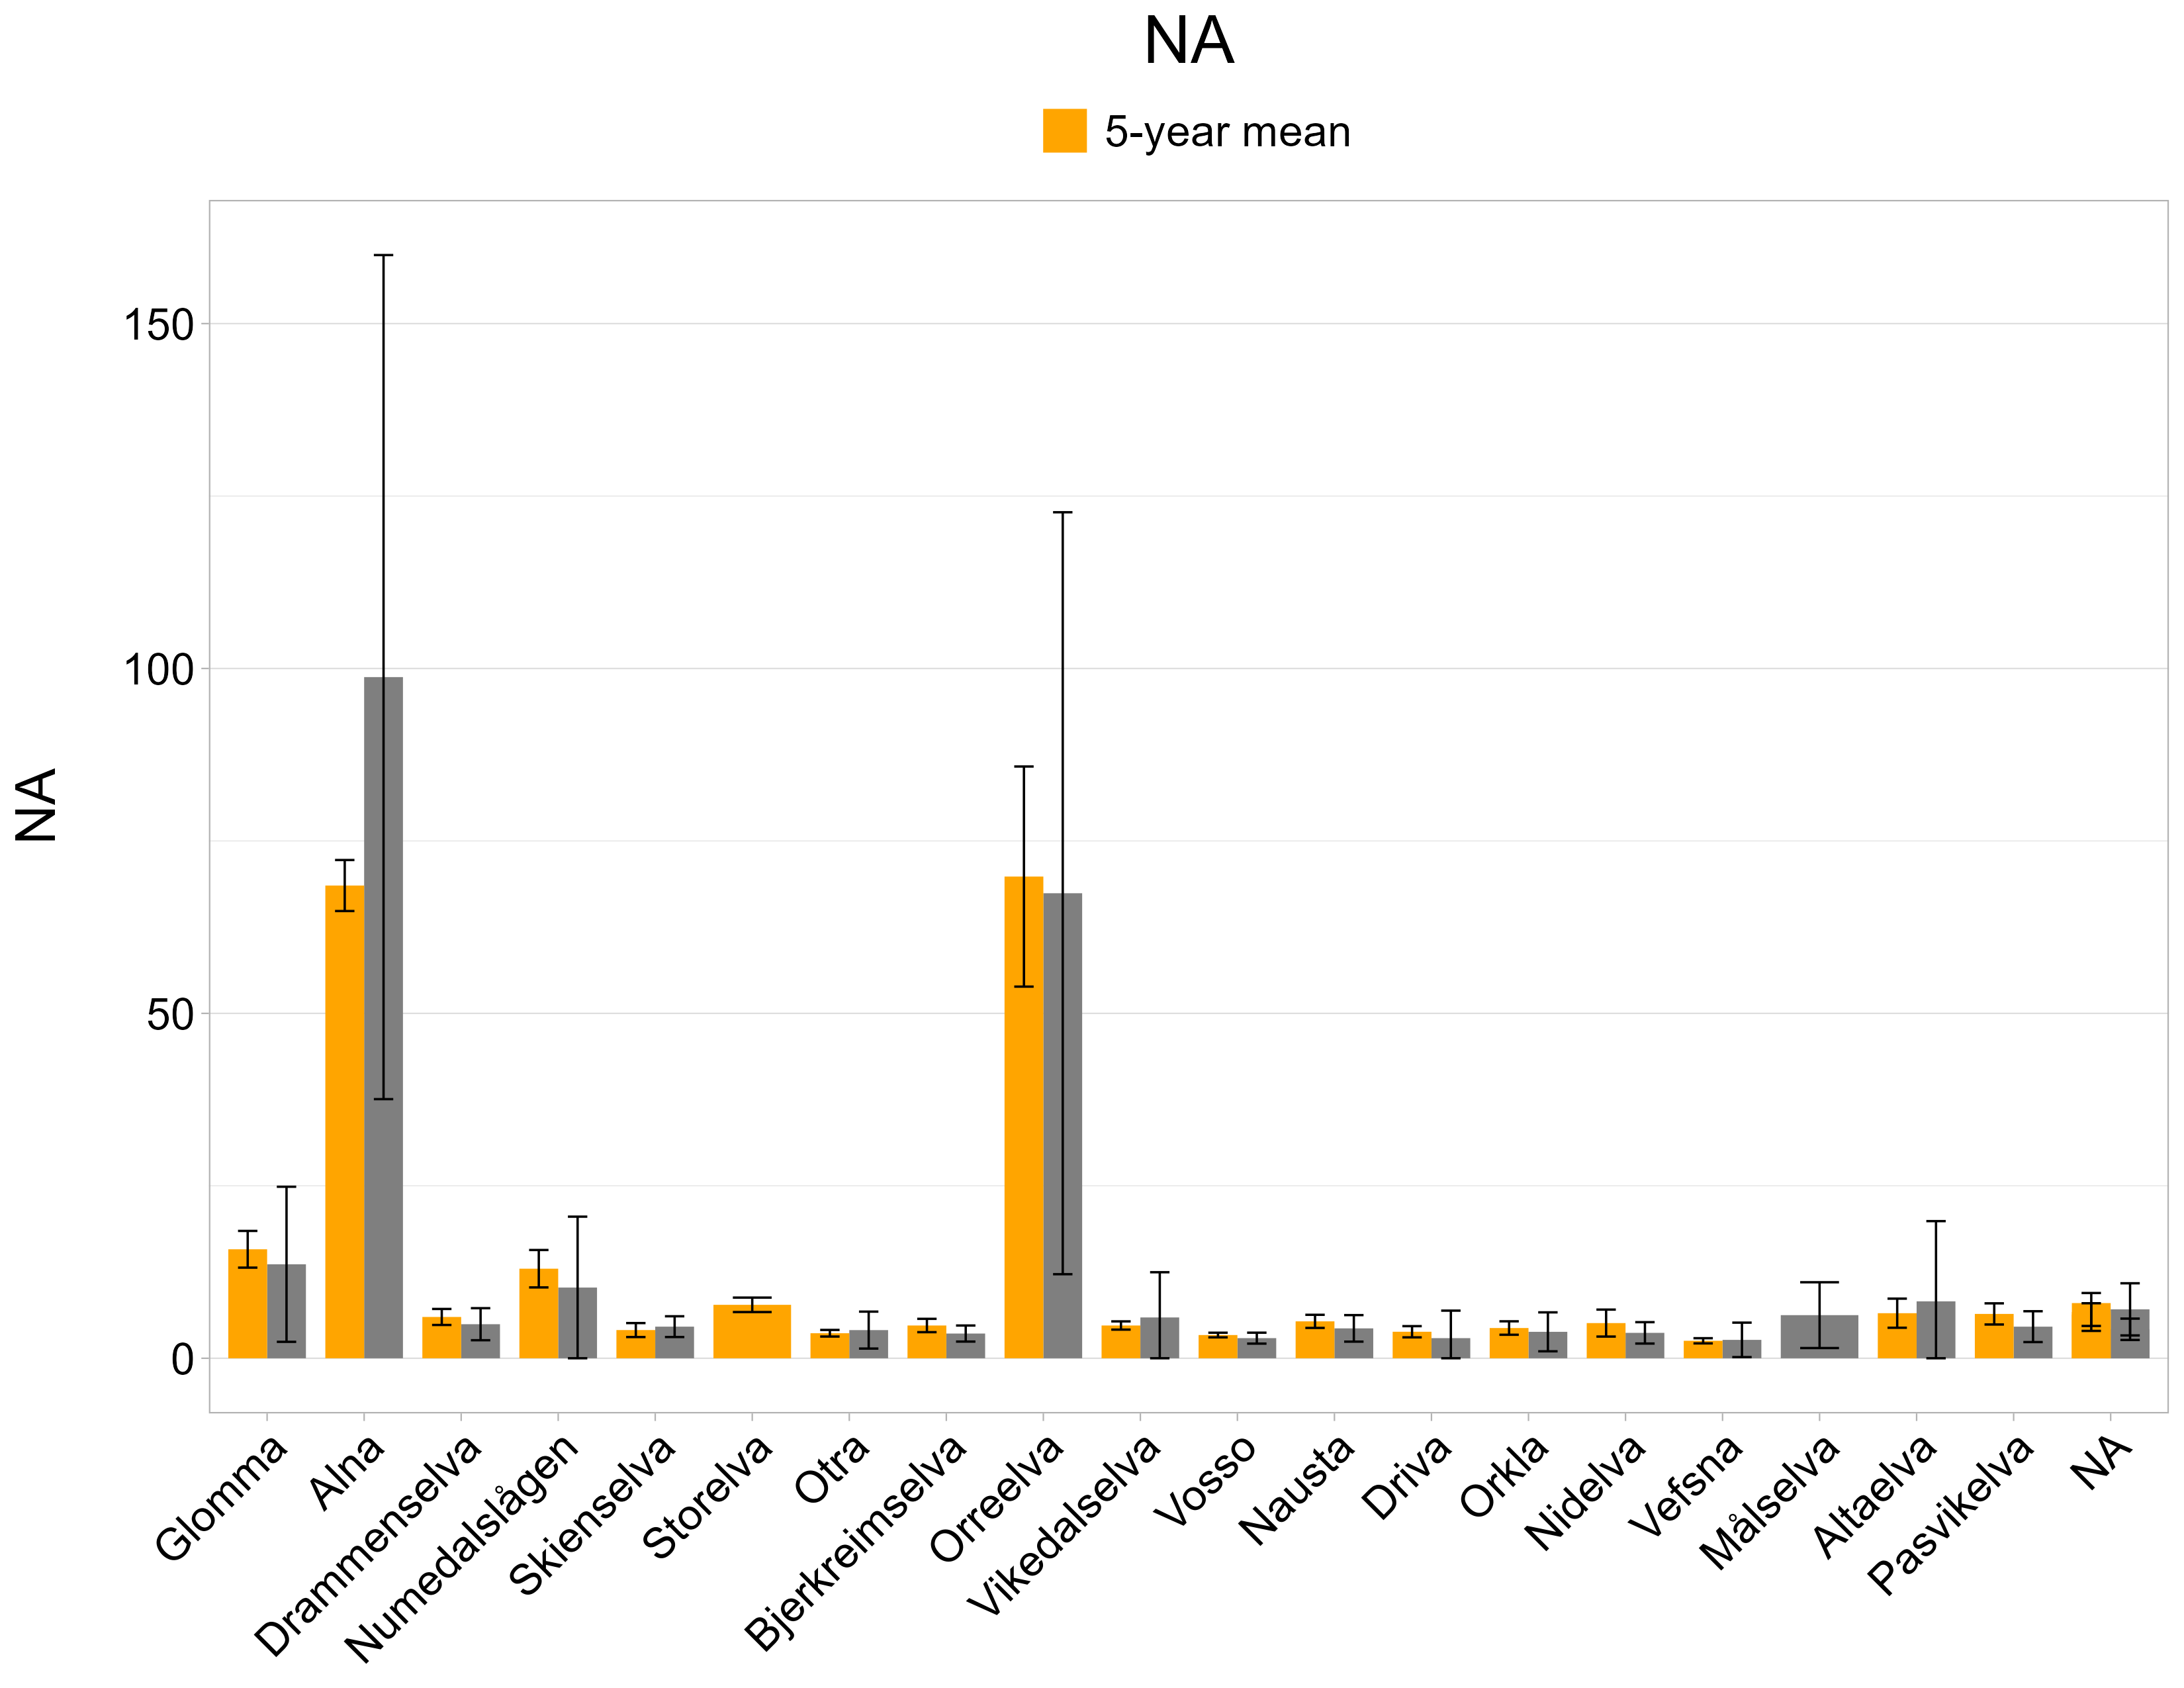 NA
5-year mean
NA
150
100
50
0
Glomma
Alna
Drammenselva
Numedalslågen
Skienselva
Storelva
Otra
Bjerkreimselva
Orreelva
Vikedalselva
Vosso
Nausta
Driva
Orkla
Nidelva
Vefsna
Målselva
Altaelva
Pasvikelva
NA